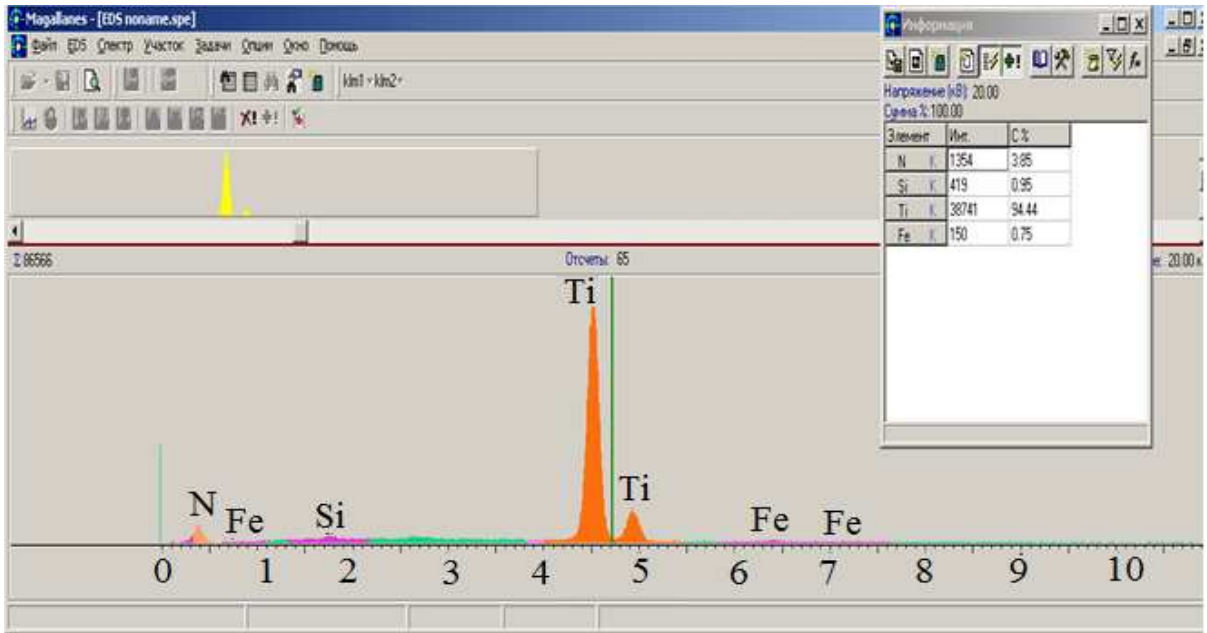 Magallanes - [EDS noname.spe]
Файл EDS Спектр Участок Задачи Опции Окно Помощь
klm1 klm2
Σ 86566 Отсчеты: 65 20.00 к
Информация
Напряжение (кВ): 20.00
Сумма %: 100.00
Элемент Инт. C %
N K 1354 3.85
Si K 419 0.95
Ti K 38741 94.44
Fe K 150 0.75
Ti
N Fe Si Ti Fe Fe
0 1 2 3 4 5 6 7 8 9 10